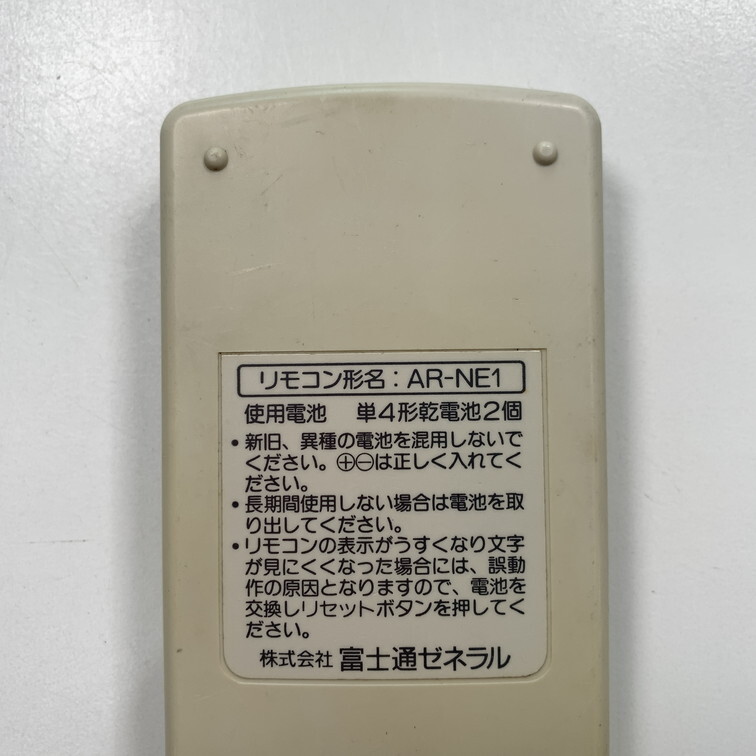 リモコン形名：AR-NE1
使用電池　単4形乾電池2個
・新旧、異種の電池を混用しないで
ください。⊕⊖は正しく入れてく
ださい。
・長期間使用しない場合は電池を取
り出してください。
・リモコンの表示がうすくなり文字
が見にくくなった場合には、誤動
作の原因となりますので、電池を
交換しリセットボタンを押してく
ださい。
株式会社 富士通ゼネラル